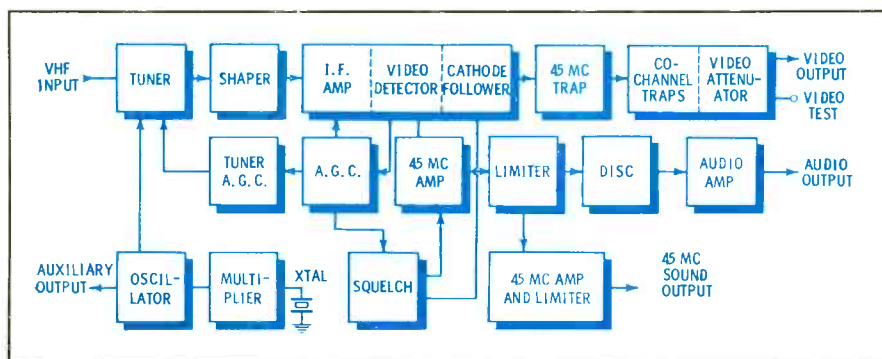 VHF
INPUT
TUNER
SHAPER
I.F.
AMP
VIDEO
DETECTOR
CATHODE
FOLLOWER
45 MC
TRAP
CO-
CHANNEL
TRAPS
VIDEO
ATTENU-
ATOR
VIDEO
OUTPUT
VIDEO
TEST
TUNER
A.G.C.
A.G.C.
45 MC
AMP
LIMITER
DISC
AUDIO
AMP
AUDIO
OUTPUT
AUXILIARY
OUTPUT
OSCIL-
LATOR
MULTI-
PLIER
XTAL
SQUELCH
45 MC AMP
AND LIMITER
45 MC
SOUND
OUTPUT